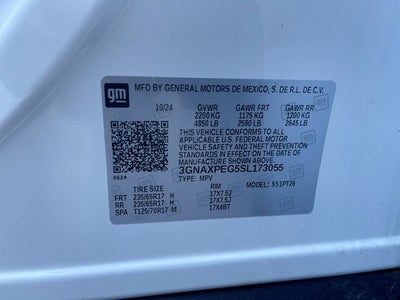 gm
MFD BY GENERAL MOTORS DE MEXICO, S. DE R.L. DE C.V.
10/24 GVWR GAWR FRT GAWR RR
2200 KG 1175 KG 1200 KG
4850 LB 2590 LB 2645 LB
THIS VEHICLE CONFORMS TO ALL
APPLICABLE U.S. FEDERAL MOTOR
VEHICLE SAFETY, BUMPER, AND THEFT PREVENTION
STANDARDS IN EFFECT ON THE DATE OF
MANUFACTURE SHOWN ABOVE.
3GNAXPEG5SL173055
TYPE: MPV
MODEL: 1PT26
TIRE SIZE RIM
FRT 235/65R17 H 17X7.5J
RR 235/65R17 H 17X7.5J
SPA T125/70R17 M 17X4BT